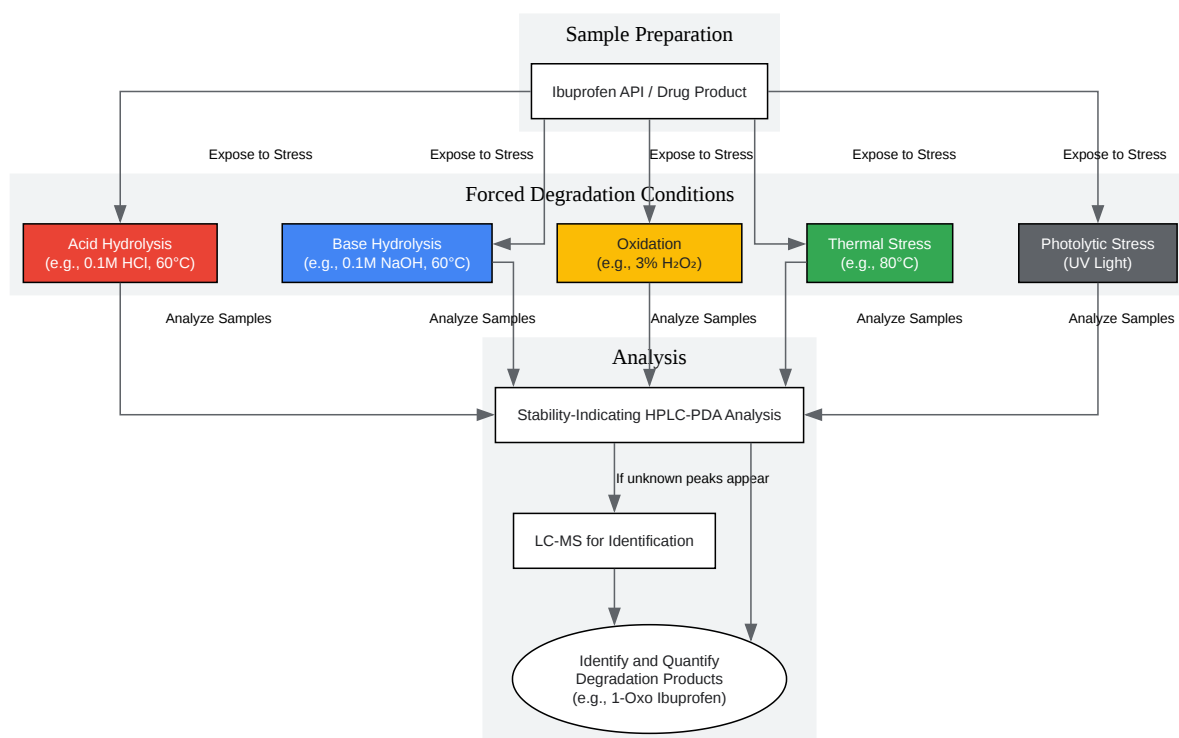 Sample Preparation
Ibuprofen API / Drug Product
Expose to Stress
Expose to Stress
Expose to Stress
Expose to Stress
Expose to Stress
Forced Degradation Conditions
Acid Hydrolysis
(e.g., 0.1M HCl, 60°C)
Base Hydrolysis
(e.g., 0.1M NaOH, 60°C)
Oxidation
(e.g., 3% H₂O₂)
Thermal Stress
(e.g., 80°C)
Photolytic Stress
(UV Light)
Analyze Samples
Analyze Samples
Analyze Samples
Analyze Samples
Analyze Samples
Analysis
Stability-Indicating HPLC-PDA Analysis
If unknown peaks appear
LC-MS for Identification
Identify and Quantify
Degradation Products
(e.g., 1-Oxo Ibuprofen)